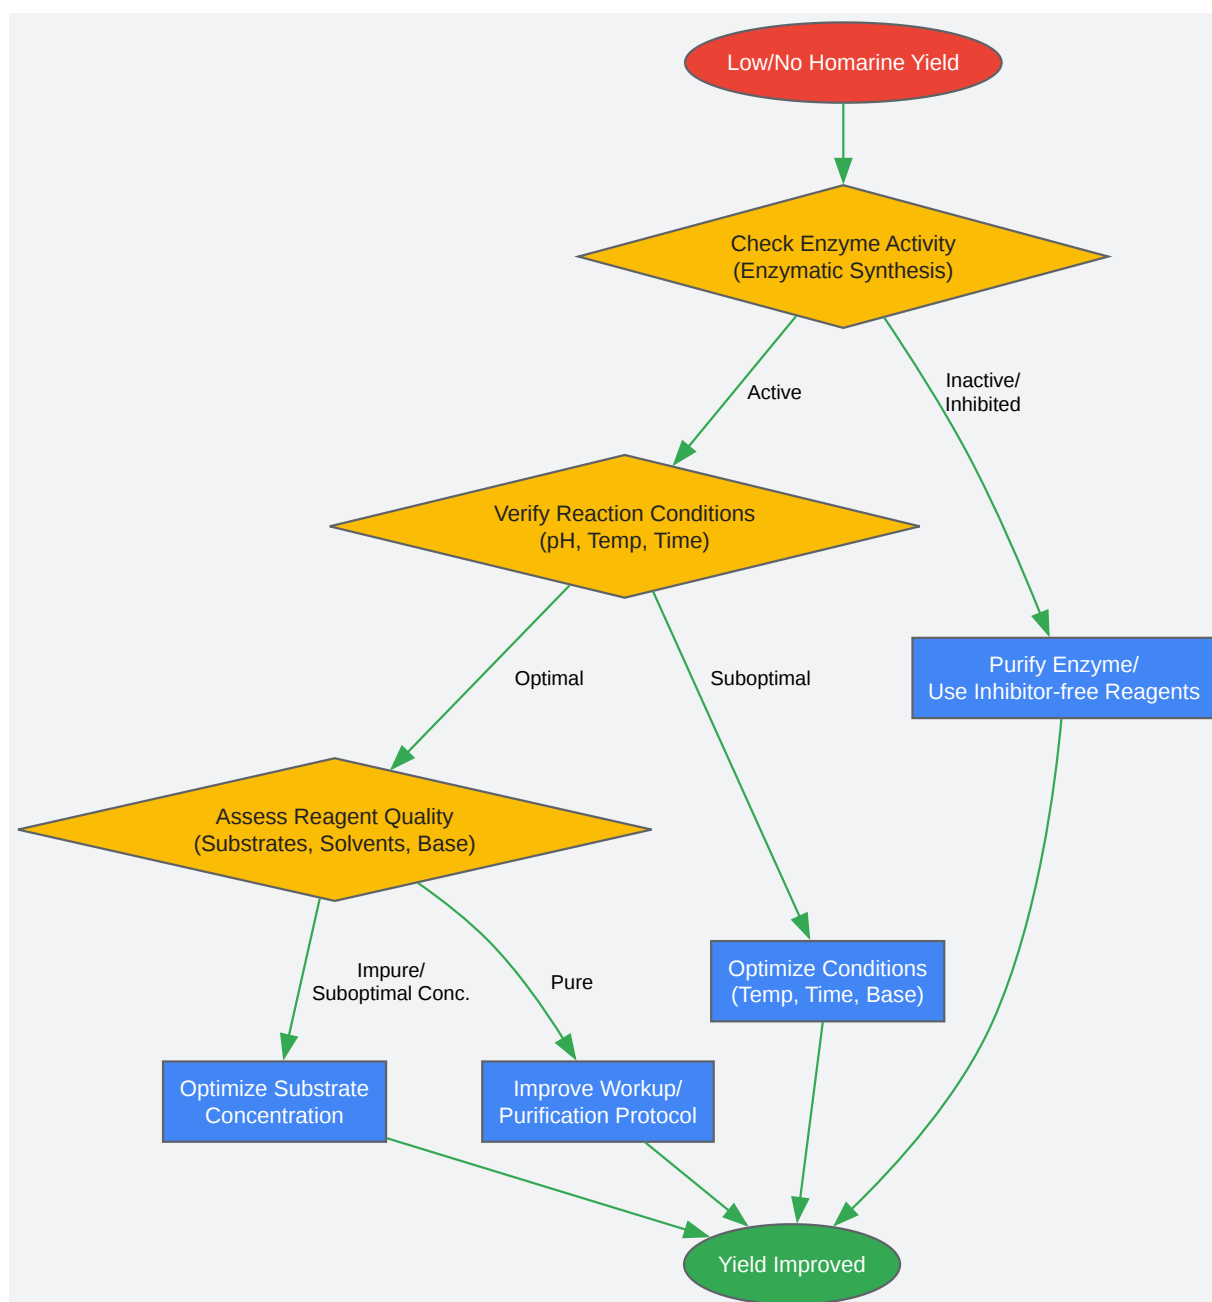 Low/No Homarine Yield
Check Enzyme Activity
(Enzymatic Synthesis)
Active
Inactive/
Inhibited
Verify Reaction Conditions
(pH, Temp, Time)
Optimal
Suboptimal
Purify Enzyme/
Use Inhibitor-free Reagents
Assess Reagent Quality
(Substrates, Solvents, Base)
Impure/
Suboptimal Conc.
Pure
Optimize Conditions
(Temp, Time, Base)
Optimize Substrate
Concentration
Improve Workup/
Purification Protocol
Yield Improved